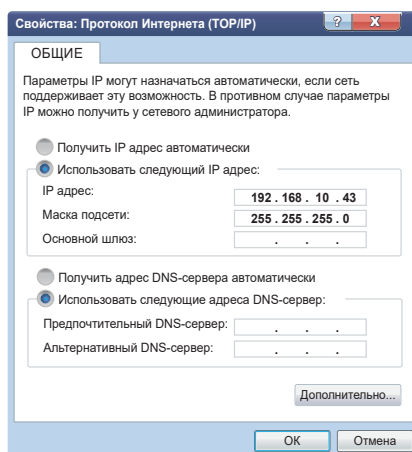 Свойства: Протокол Интернета (TOP/IP)
? X
ОБЩИЕ
Параметры IP могут назначаться автоматически, если сеть
поддерживает эту возможность. В противном случае параметры
IP можно получить у сетевого администратора.
Получить IP адрес автоматически
Использовать следующий IP адрес:
IP адрес: 192 . 168 . 10 . 43
Маска подсети: 255 . 255 . 255 . 0
Основной шлюз: . . .
Получить адрес DNS-сервера автоматически
Использовать следующие адреса DNS-сервер:
Предпочтительный DNS-сервер: . . .
Альтернативный DNS-сервер: . . .
Дополнительно...
ОК Отмена